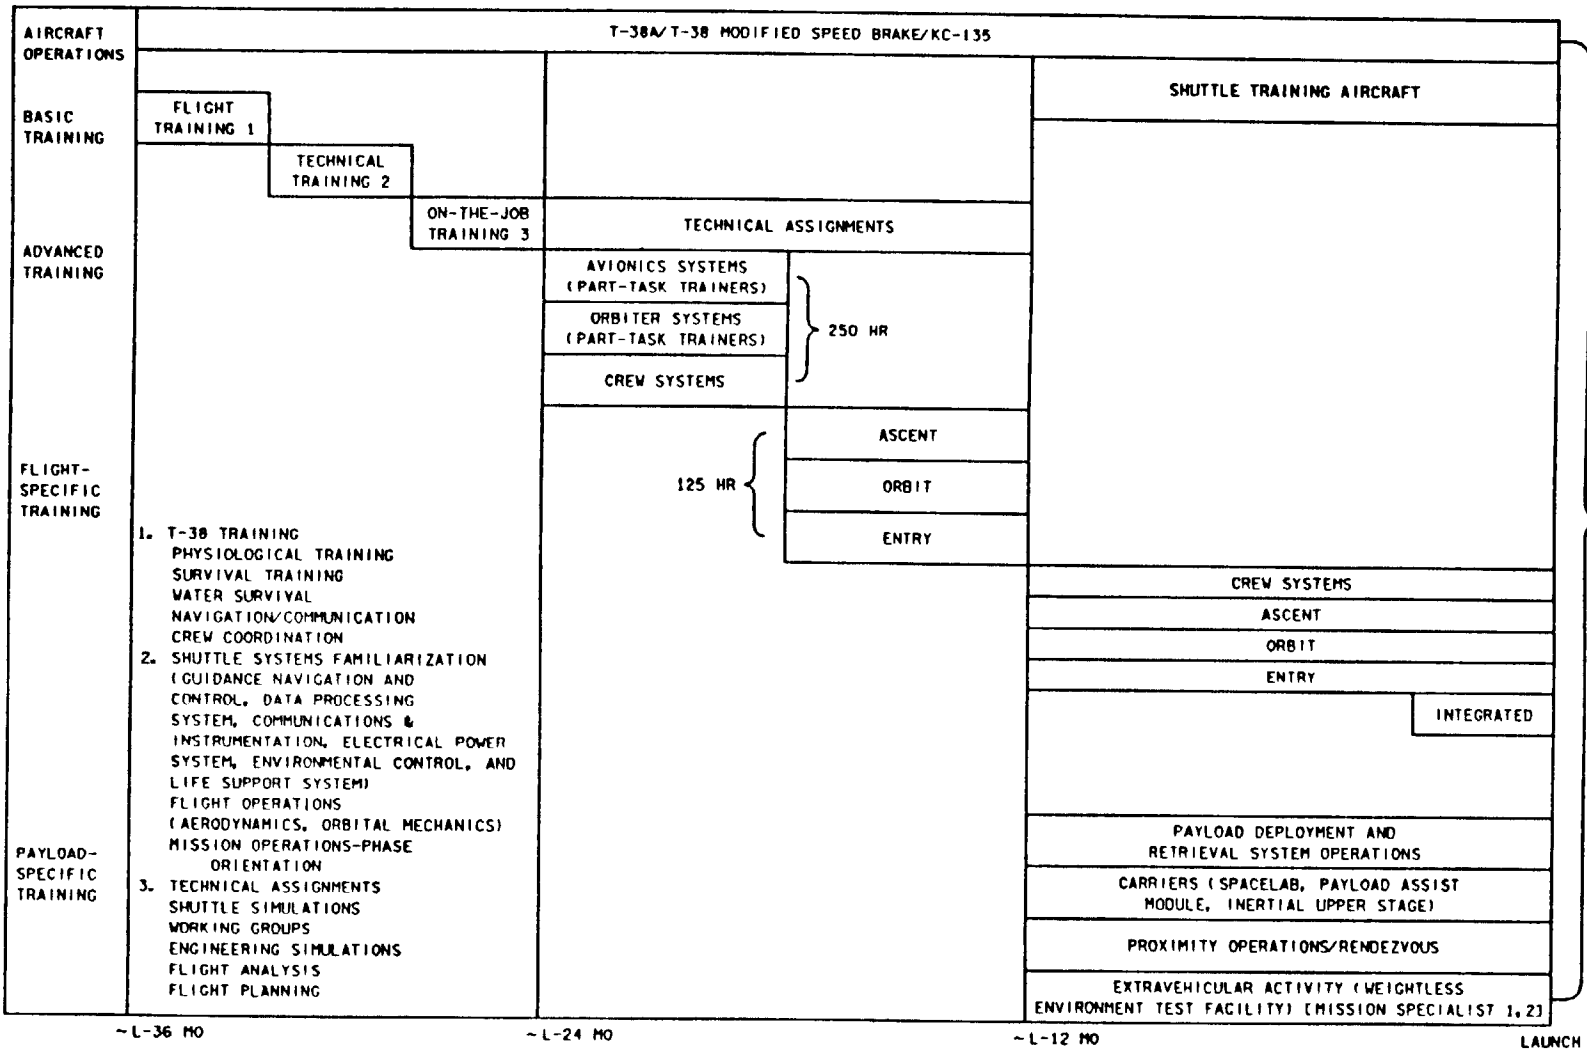 AIRCRAFT
OPERATIONS
T-38A/T-38 MODIFIED SPEED BRAKE/KC-135
SHUTTLE TRAINING AIRCRAFT
BASIC
TRAINING
FLIGHT
TRAINING 1
TECHNICAL
TRAINING 2
ON-THE-JOB
TRAINING 3
TECHNICAL ASSIGNMENTS
ADVANCED
TRAINING
AVIONICS SYSTEMS
(PART-TASK TRAINERS)
ORBITER SYSTEMS
(PART-TASK TRAINERS)
CREW SYSTEMS
250 HR
ASCENT
ORBIT
ENTRY
125 HR
FLIGHT-
SPECIFIC
TRAINING
CREW SYSTEMS
ASCENT
ORBIT
ENTRY
INTEGRATED
1. T-38 TRAINING
PHYSIOLOGICAL TRAINING
SURVIVAL TRAINING
WATER SURVIVAL
NAVIGATION/COMMUNICATION
CREW COORDINATION
2. SHUTTLE SYSTEMS FAMILIARIZATION
(GUIDANCE NAVIGATION AND
CONTROL, DATA PROCESSING
SYSTEM, COMMUNICATIONS &
INSTRUMENTATION, ELECTRICAL POWER
SYSTEM, ENVIRONMENTAL CONTROL, AND
LIFE SUPPORT SYSTEM)
FLIGHT OPERATIONS
(AERODYNAMICS, ORBITAL MECHANICS)
MISSION OPERATIONS-PHASE
ORIENTATION
3. TECHNICAL ASSIGNMENTS
SHUTTLE SIMULATIONS
WORKING GROUPS
ENGINEERING SIMULATIONS
FLIGHT ANALYSIS
FLIGHT PLANNING
PAYLOAD-
SPECIFIC
TRAINING
PAYLOAD DEPLOYMENT AND
RETRIEVAL SYSTEM OPERATIONS
CARRIERS (SPACELAB, PAYLOAD ASSIST
MODULE, INERTIAL UPPER STAGE)
PROXIMITY OPERATIONS/RENDEZVOUS
EXTRAVEHICULAR ACTIVITY (WEIGHTLESS
ENVIRONMENT TEST FACILITY) [MISSION SPECIALIST 1,2]
~L-36 MO
~L-24 MO
~L-12 MO
LAUNCH